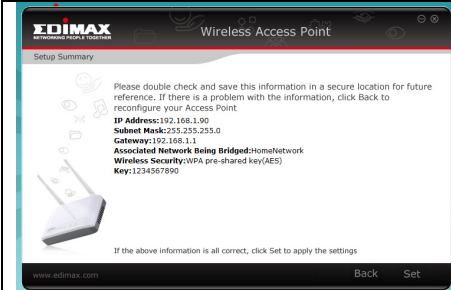 EDIMAX
NETWORKING PEOPLE TOGETHER
Wireless Access Point
Setup Summary
Please double check and save this information in a secure location for future
reference. If there is a problem with the information, click Back to
reconfigure your Access Point
IP Address:192.168.1.90
Subnet Mask:255.255.255.0
Gateway:192.168.1.1
Associated Network Being Bridged:HomeNetwork
Wireless Security:WPA pre-shared key(AES)
Key:1234567890
If the above information is all correct, click Set to apply the settings
www.edimax.com
Back
Set